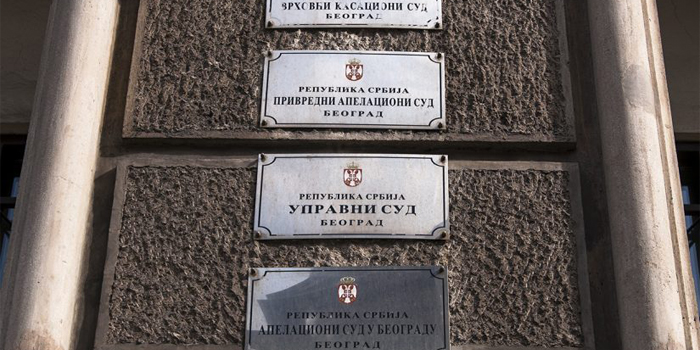 ВРХОВНИ КАСАЦИОНИ СУД
БЕОГРАД
РЕПУБЛИКА СРБИЈА
ПРИВРЕДНИ АПЕЛАЦИОНИ СУД
БЕОГРАД
РЕПУБЛИКА СРБИЈА
УПРАВНИ СУД
БЕОГРАД
РЕПУБЛИКА СРБИЈА
АПЕЛАЦИОНИ СУД У БЕОГРАДУ
БЕОГРАД